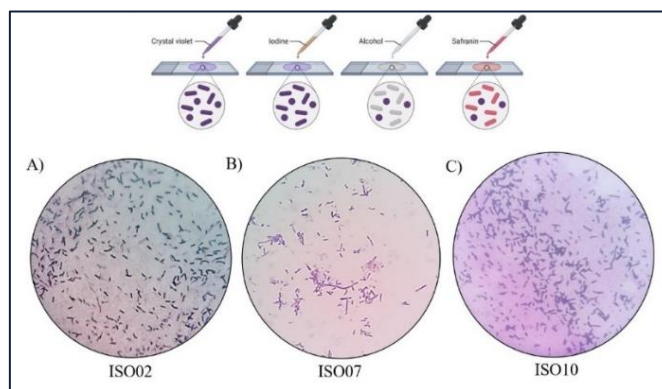 Crystal violet
Iodine
Alcohol
Safranin
A)
B)
C)
ISO02
ISO07
ISO10